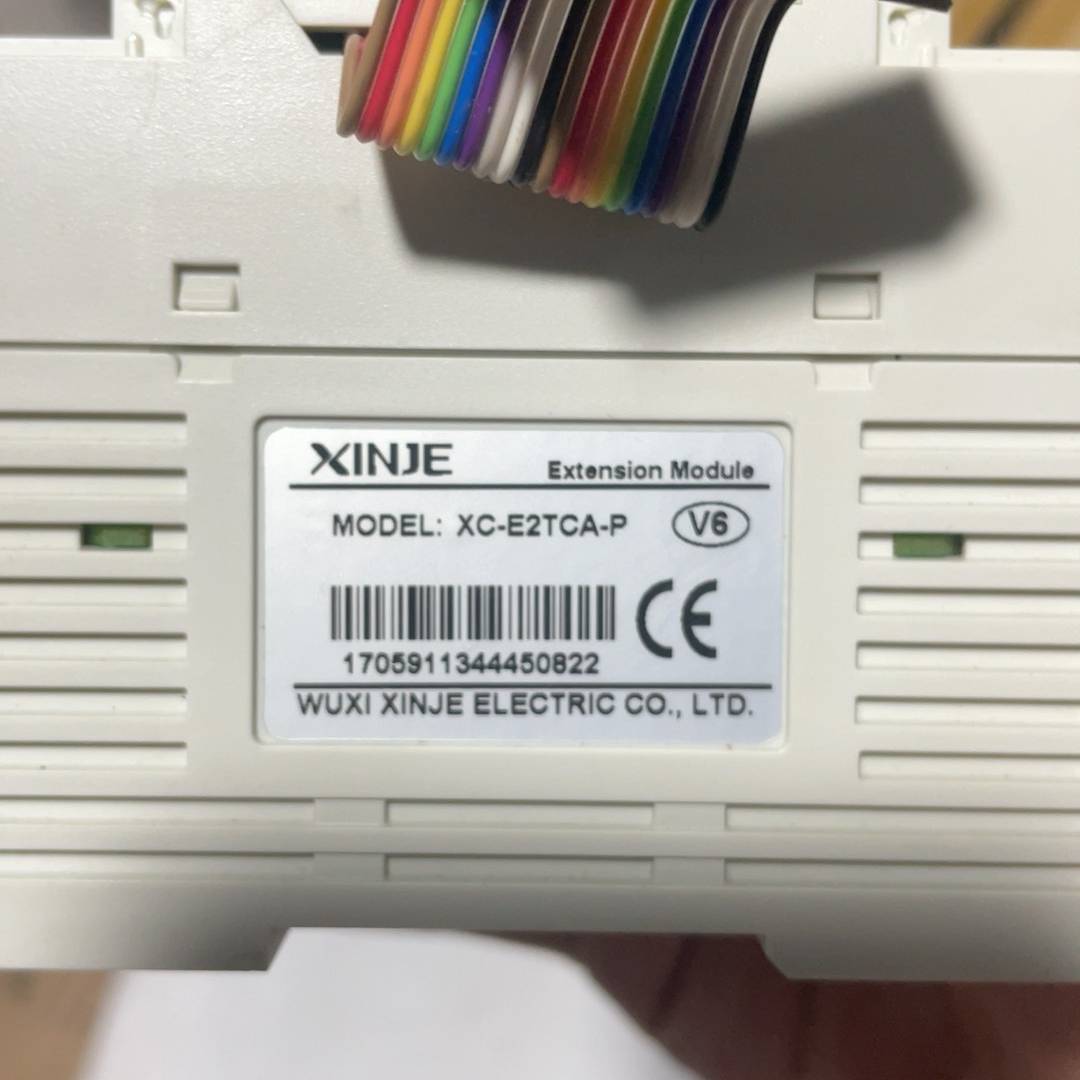 XINJE
Extension Module
MODEL: XC-E2TCA-P V6
CE
1705911344450822
WUXI XINJE ELECTRIC CO., LTD.